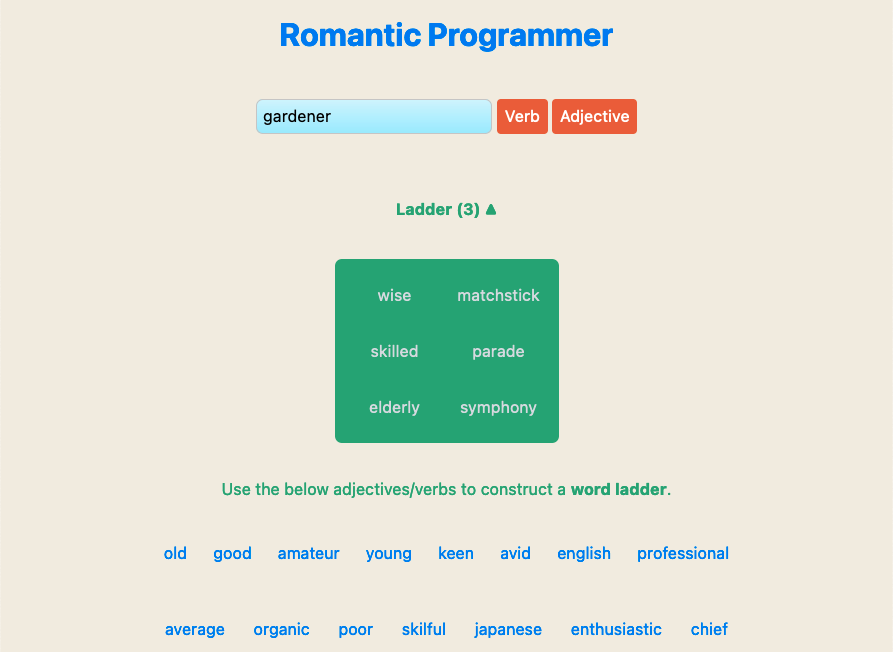 Romantic Programmer
gardener Verb Adjective
Ladder (3)
wise matchstick
skilled parade
elderly symphony
Use the below adjectives/verbs to construct a word ladder.
old good amateur young keen avid english professional
average organic poor skilful japanese enthusiastic chief